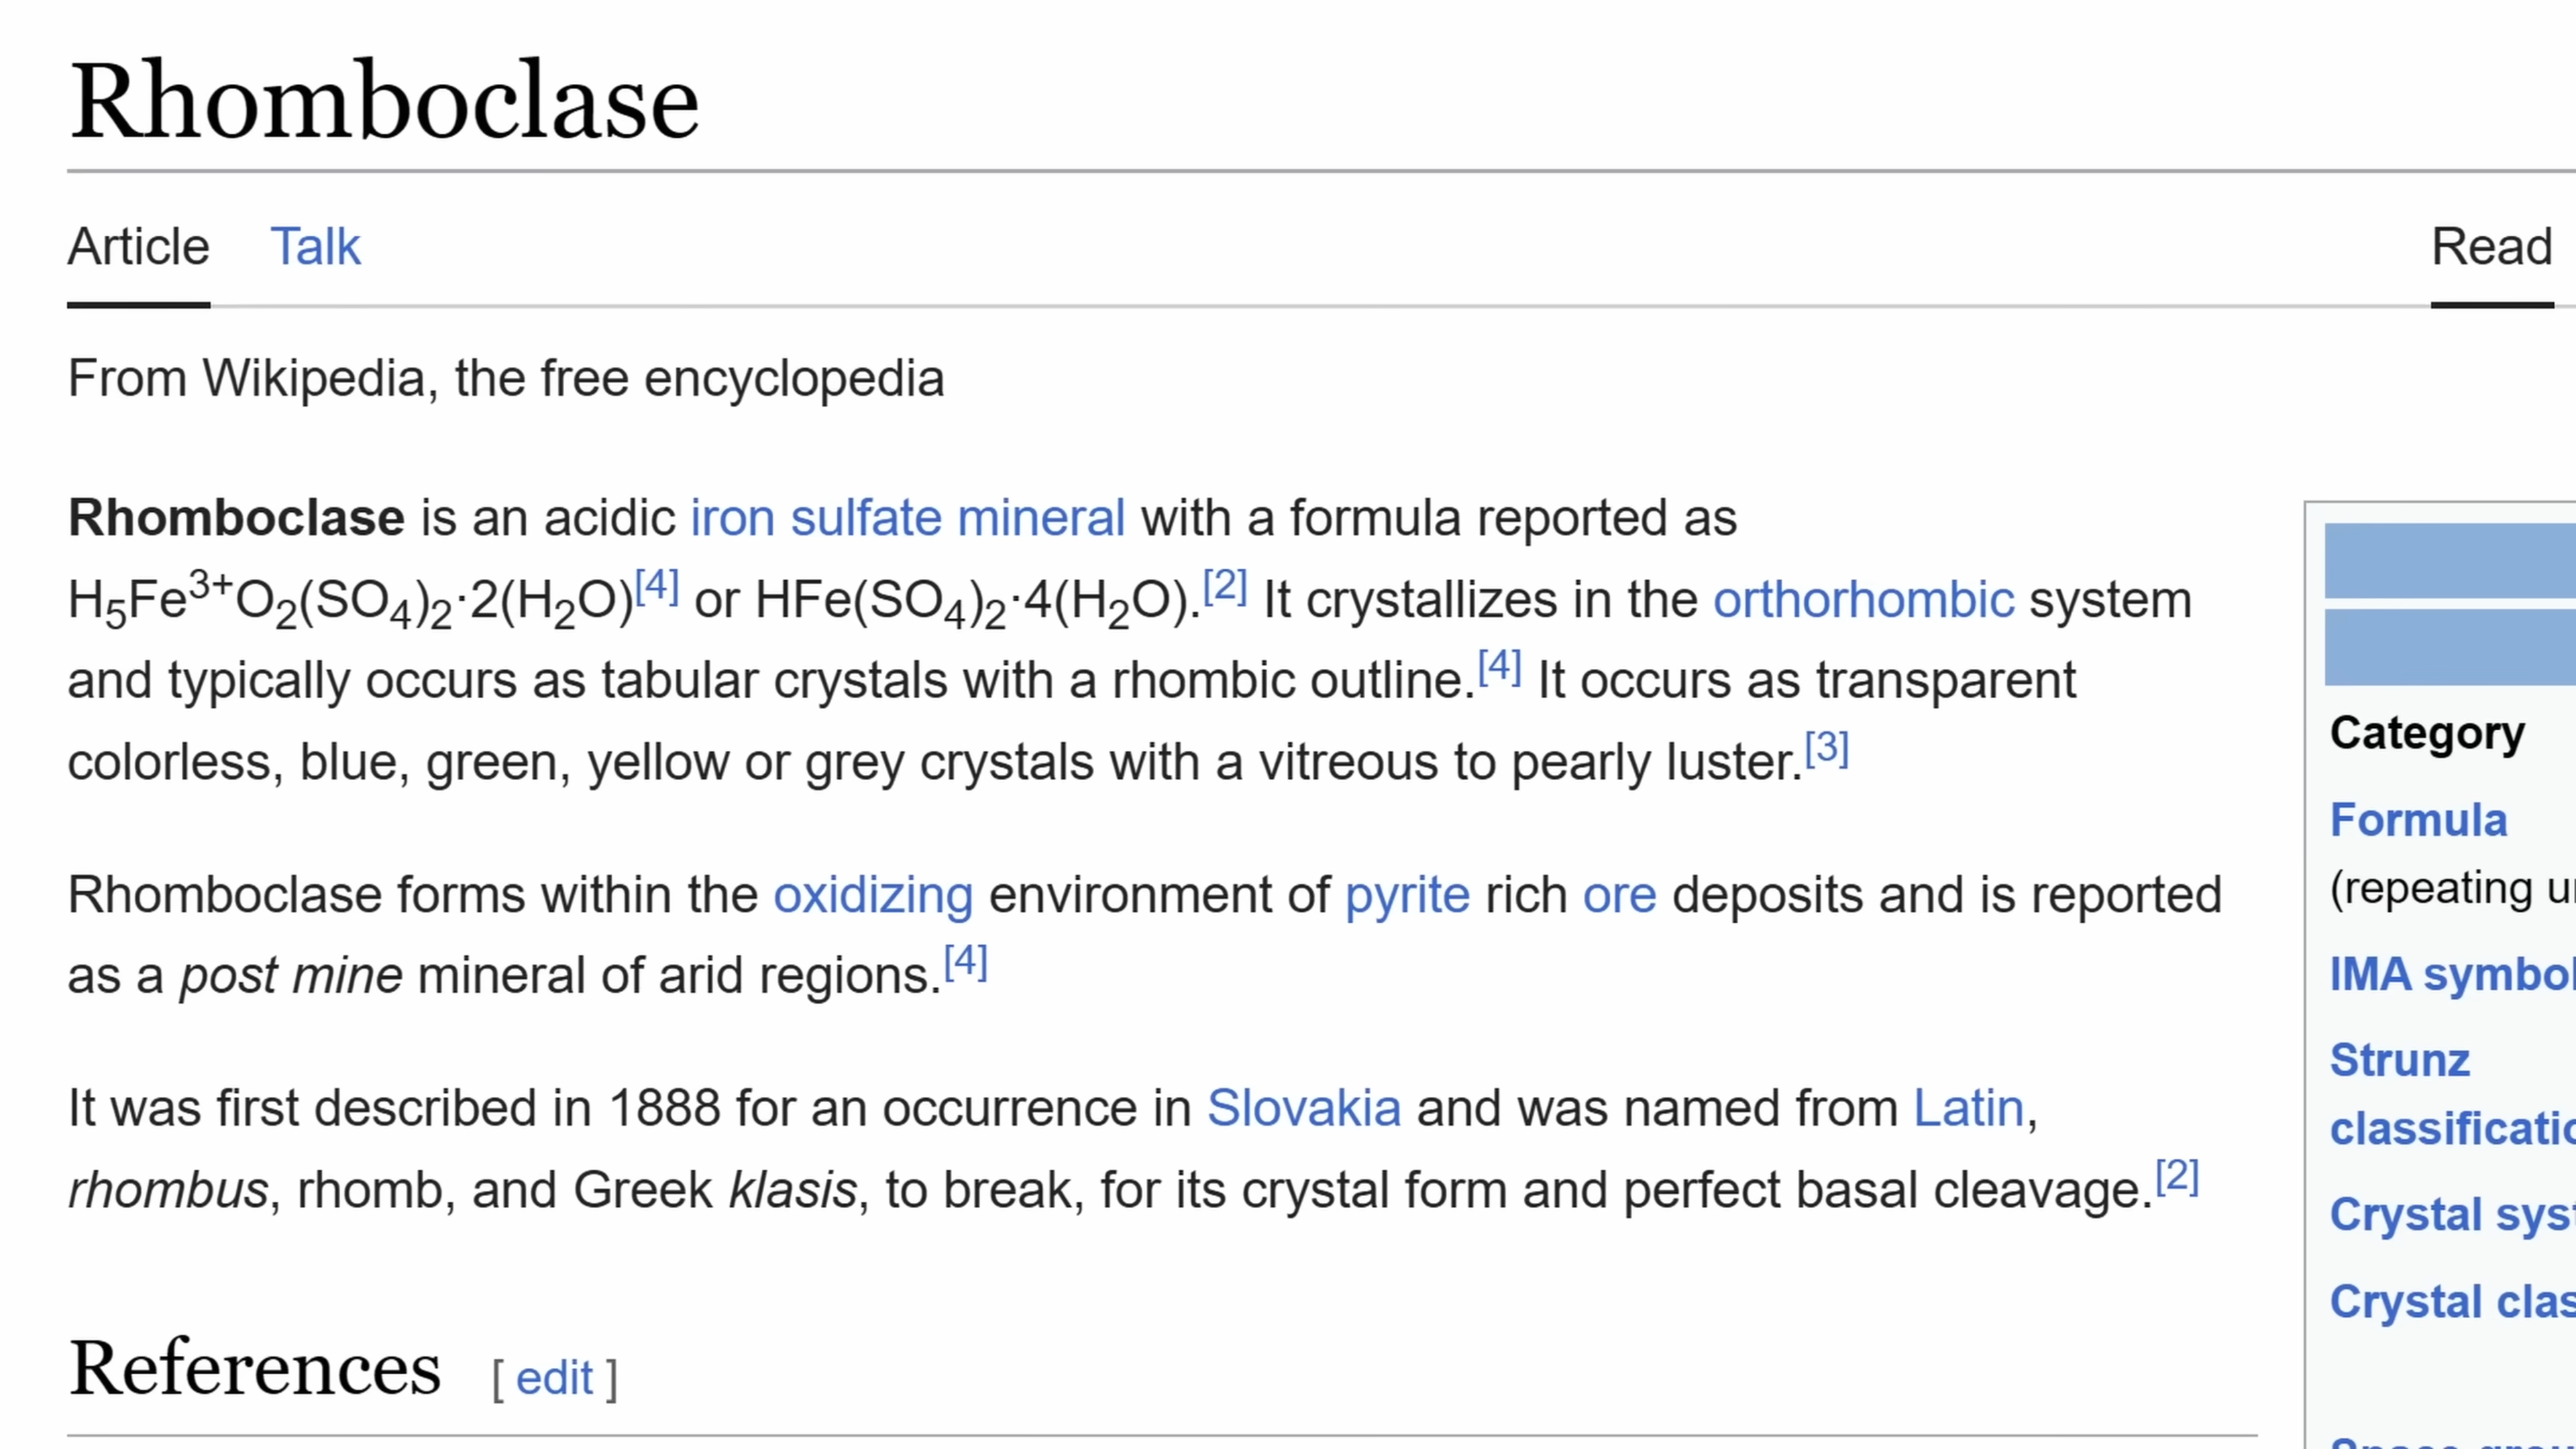 Rhomboclase
Article Talk Read
From Wikipedia, the free encyclopedia
Rhomboclase is an acidic iron sulfate mineral with a formula reported as
H₅Fe³⁺O₂(SO₄)₂·2(H₂O)[4] or HFe(SO₄)₂·4(H₂O).[2] It crystallizes in the orthorhombic system
and typically occurs as tabular crystals with a rhombic outline.[4] It occurs as transparent
colorless, blue, green, yellow or grey crystals with a vitreous to pearly luster.[3]
Rhomboclase forms within the oxidizing environment of pyrite rich ore deposits and is reported
as a post mine mineral of arid regions.[4]
It was first described in 1888 for an occurrence in Slovakia and was named from Latin,
rhombus, rhomb, and Greek klasis, to break, for its crystal form and perfect basal cleavage.[2]
References [ edit ]
Category
Formula
(repeating
IMA symbol
Strunz
Crystal
Crystal